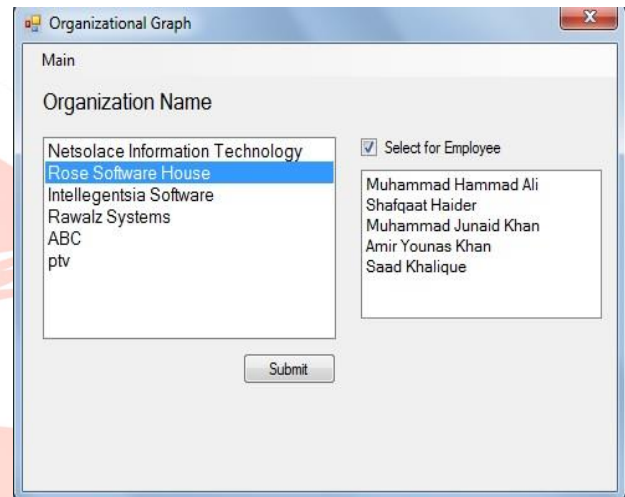 Organizational Graph
Main
Organization Name
Netsolace Information Technology
Rose Software House
Intellegentsia Software
Rawalz Systems
ABC
ptv
Select for Employee
Muhammad Hammad Ali
Shafqaat Haider
Muhammad Junaid Khan
Amir Younas Khan
Saad Khalique
Submit